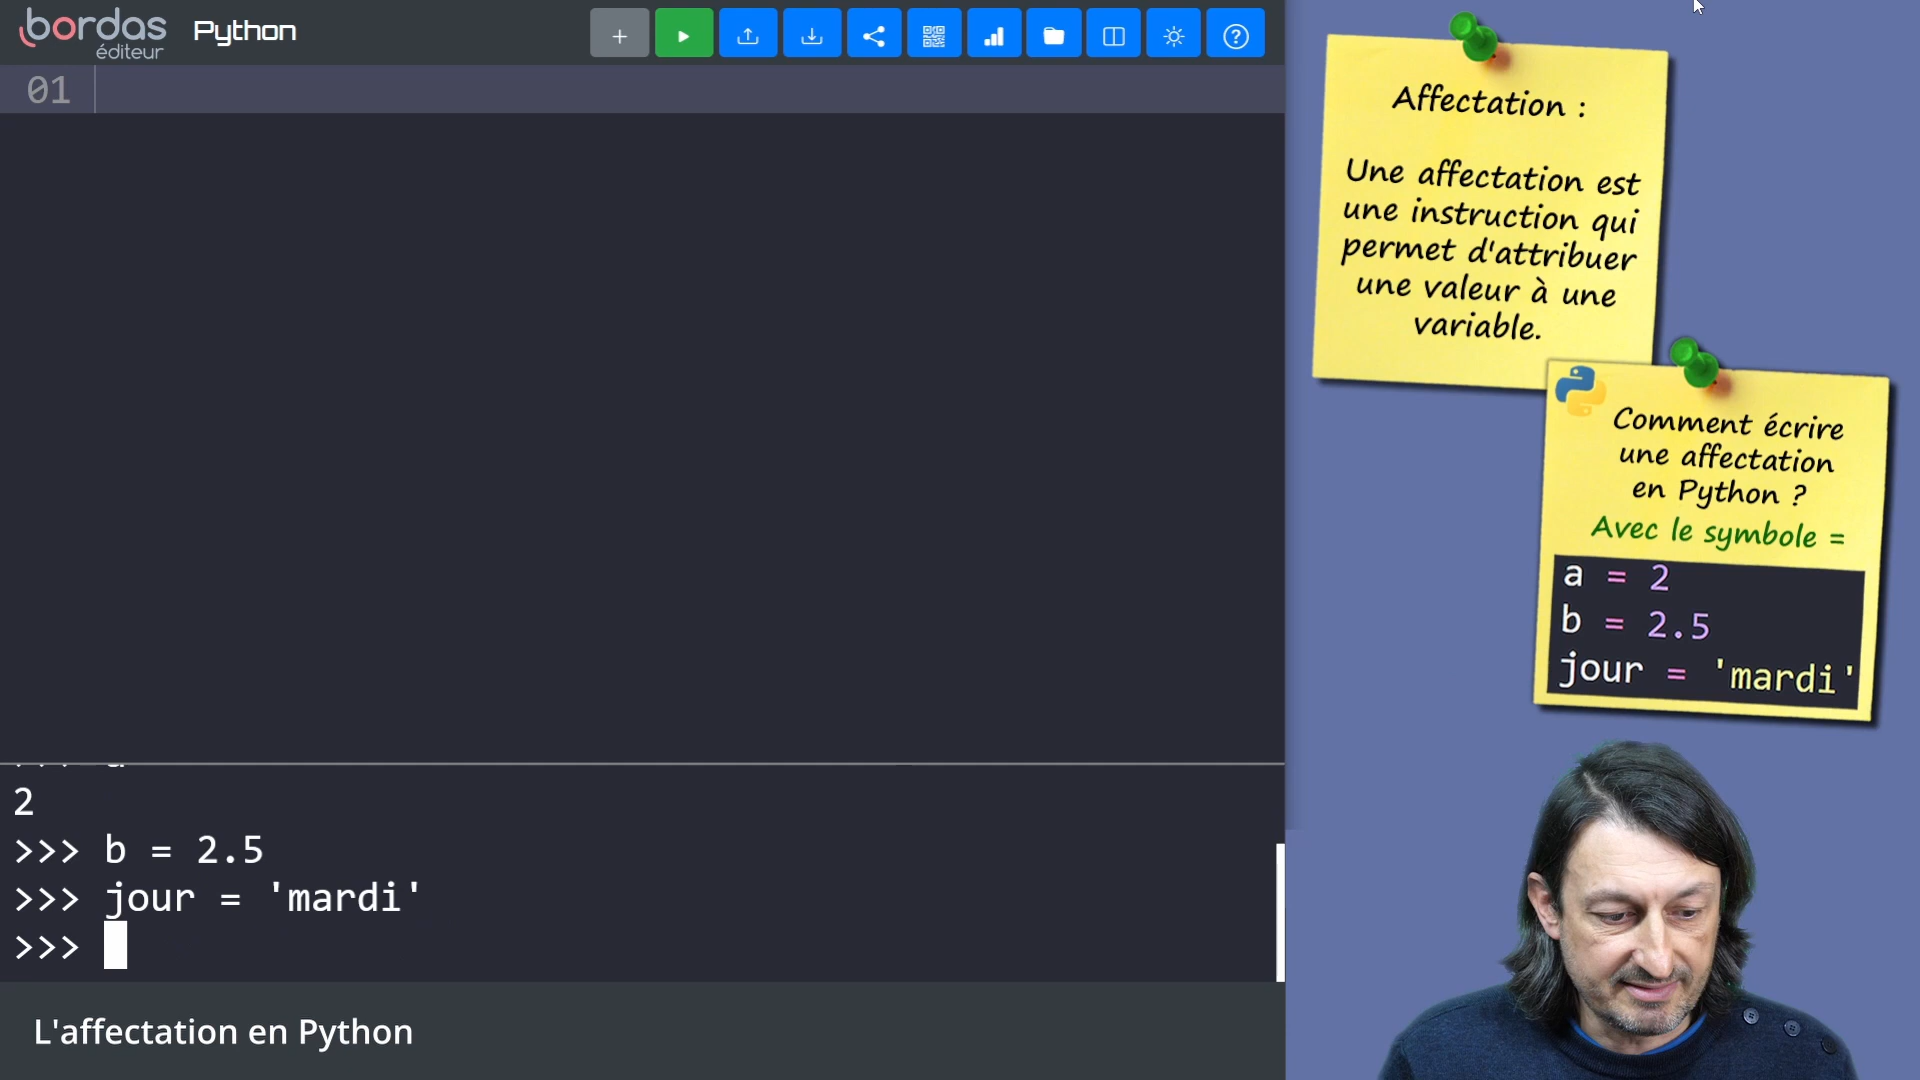 bordas
éditeur
Python
01
Affectation :
Une affectation est
une instruction qui
permet d'attribuer
une valeur à une
variable.
Comment écrire
une affectation
en Python ?
Avec le symbole =
a = 2
b = 2.5
jour = 'mardi'
2
>>> b = 2.5
>>> jour = 'mardi'
>>>
L'affectation en Python